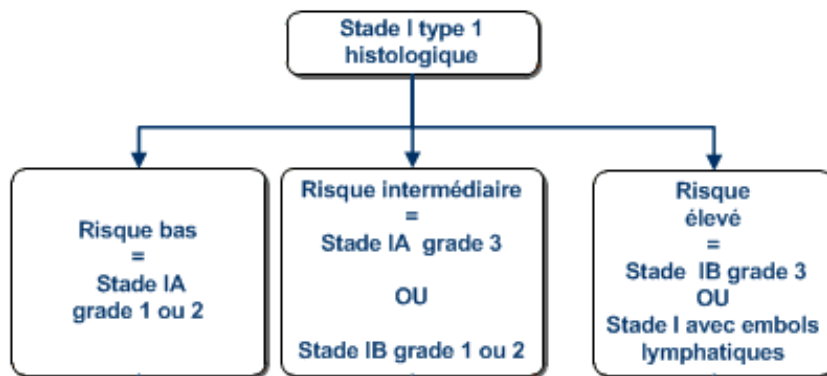 Stade I type 1
histologique
Risque bas
=
Stade IA
grade 1 ou 2
Risque intermédiaire
=
Stade IA grade 3
OU
Stade IB grade 1 ou 2
Risque
élevé
=
Stade IB grade 3
OU
Stade I avec embols
lymphatiques